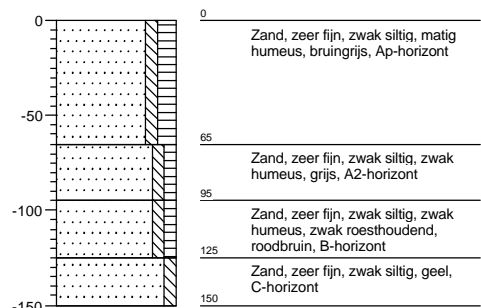 0
-50
-100
-150
0
Zand, zeer fijn, zwak siltig, matig
humeus, bruingrijs, Ap-horizont
65
Zand, zeer fijn, zwak siltig, zwak
humeus, grijs, A2-horizont
95
Zand, zeer fijn, zwak siltig, zwak
humeus, zwak roesthoudend,
roodbruin, B-horizont
125
Zand, zeer fijn, zwak siltig, geel,
C-horizont
150